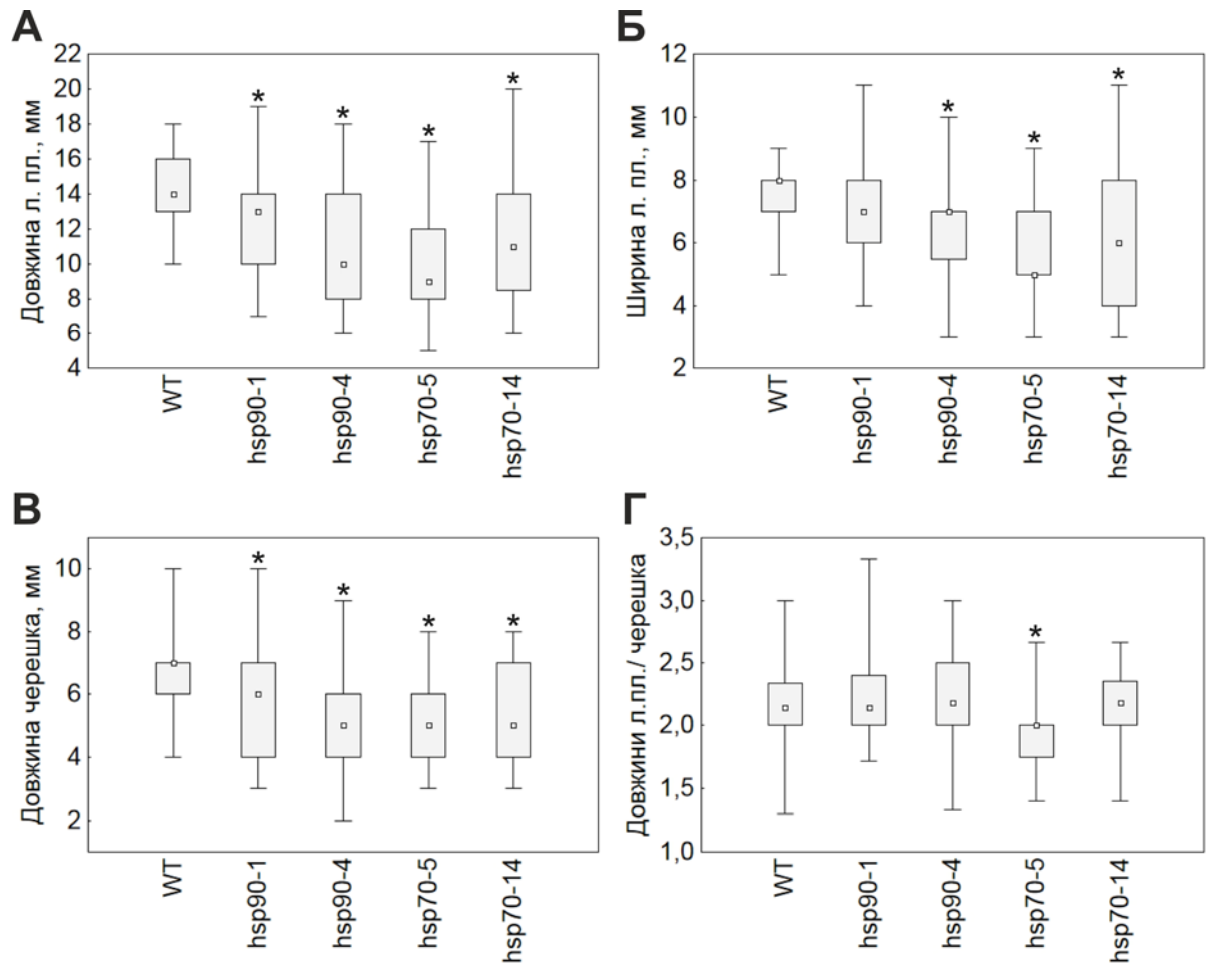 А
Довжина л. пл., мм
22
20
18
16
14
12
10
8
6
4
*
*
*
*
WT
hsp90-1
hsp90-4
hsp70-5
hsp70-14
Б
Ширина л. пл., мм
12
10
8
6
4
2
*
*
*
WT
hsp90-1
hsp90-4
hsp70-5
hsp70-14
В
Довжина черешка, мм
10
8
6
4
2
*
*
*
*
WT
hsp90-1
hsp90-4
hsp70-5
hsp70-14
Г
Довжини л.пл./ черешка
3,5
3,0
2,5
2,0
1,5
1,0
*
WT
hsp90-1
hsp90-4
hsp70-5
hsp70-14